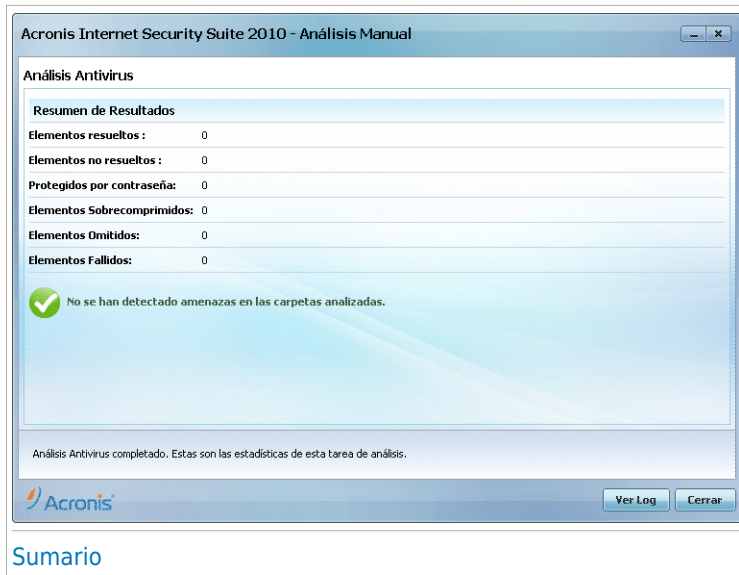 Acronis Internet Security Suite 2010 - Análisis Manual
Análisis Antivirus
Resumen de Resultados
Elementos resueltos : 0
Elementos no resueltos : 0
Protegidos por contraseña: 0
Elementos Sobrecomprimidos: 0
Elementos Omitidos: 0
Elementos Fallidos: 0
No se han detectado amenazas en las carpetas analizadas.
Análisis Antivirus completado. Estas son las estadísticas de esta tarea de análisis.
Acronis
Ver Log Cerrar
Sumario